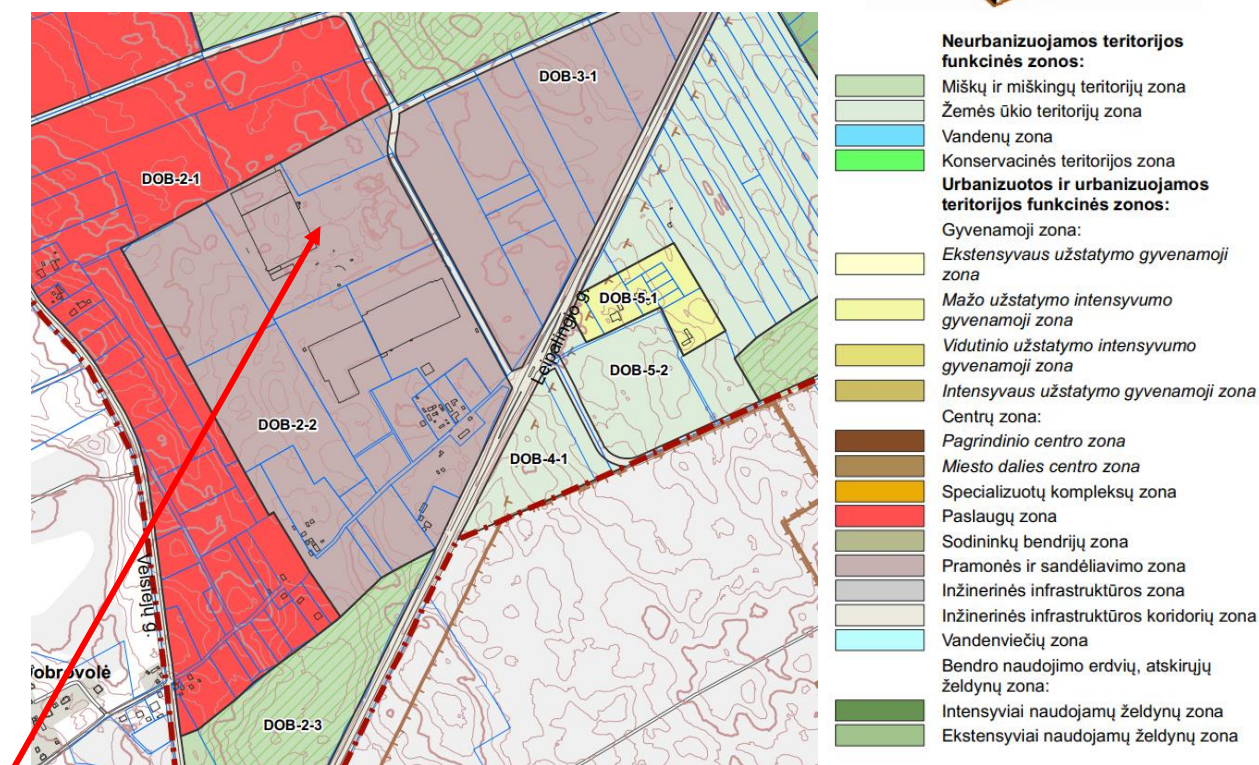 DOB-3-1
DOB-2-1
DOB-5-1
Leipalingio g.
DOB-5-2
DOB-2-2
DOB-4-1
Veisiejų g.
DOB-2-3
Neurbanizuojamos teritorijos
funkcinės zonos:
Miškų ir miškingų teritorijų zona
Žemės ūkio teritorijų zona
Vandenų zona
Konservacinės teritorijos zona
Urbanizuotos ir urbanizuojamos
teritorijos funkcinės zonos:
Gyvenamoji zona:
Ekstensyvaus užstatymo gyvenamoji
zona
Mažo užstatymo intensyvumo
gyvenamoji zona
Vidutinio užstatymo intensyvumo
gyvenamoji zona
Intensyvaus užstatymo gyvenamoji zona
Centrų zona:
Pagrindinio centro zona
Miesto dalies centro zona
Specializuotų kompleksų zona
Paslaugų zona
Sodininkų bendrijų zona
Pramonės ir sandėliavimo zona
Inžinerinės infrastruktūros zona
Inžinerinės infrastruktūros koridorių zona
Vandenviečių zona
Bendro naudojimo erdvių, atskirųjų
želdynų zona:
Intensyviai naudojamų želdynų zona
Ekstensyviai naudojamų želdynų zona